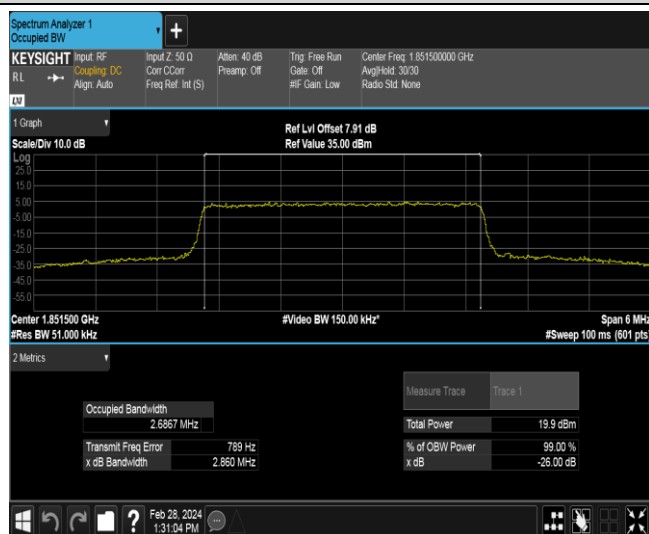 Spectrum Analyzer 1
Occupied BW
+
KEYSIGHT Input: RF Input Z: 50 Ω Atten: 40 dB Trig: Free Run Center Freq: 1.851500000 GHz
RL Coupling: DC Corr CCorr Preamp: Off Gate: Off Avg|Hold: 30/30
Align: Auto Freq Ref: Int (S) #IF Gain: Low Radio Std: None
LXI
1 Graph
Ref Lvl Offset 7.91 dB
Scale/Div 10.0 dB Ref Value 35.00 dBm
Log
25.0
15.0
5.00
-5.00
-15.0
-25.0
-35.0
-45.0
-55.0
Center 1.851500 GHz #Video BW 150.00 kHz* Span 6 MHz
#Res BW 51.000 kHz #Sweep 100 ms (601 pts)
2 Metrics
Measure Trace Trace 1
Occupied Bandwidth
2.6867 MHz Total Power 19.9 dBm
Transmit Freq Error 789 Hz % of OBW Power 99.00 %
x dB Bandwidth 2.860 MHz x dB -26.00 dB
? Feb 28, 2024
1:31:04 PM